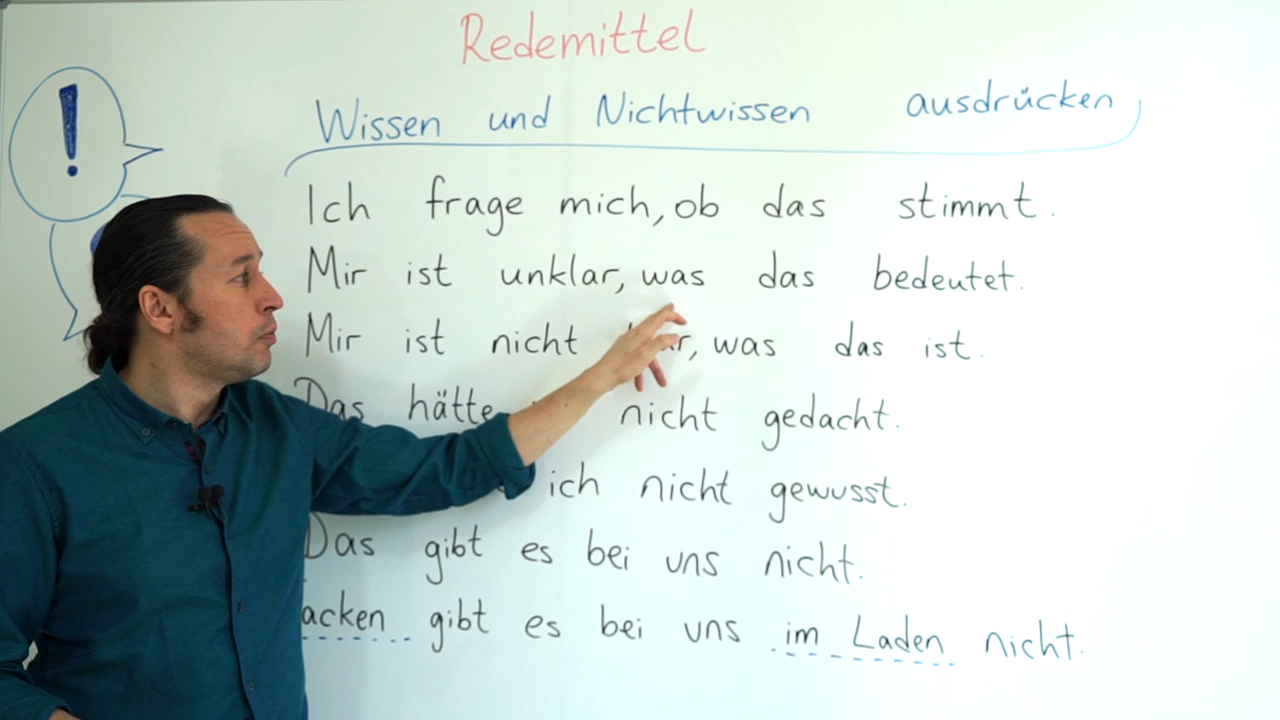 Redemittel
Wissen und Nichtwissen ausdrücken
!
Ich frage mich, ob das stimmt.
Mir ist unklar, was das bedeutet.
Mir ist nicht was das ist.
Das hätte nicht gedacht.
ich nicht gewusst.
Das gibt es bei uns nicht.
acken gibt es bei uns im Laden nicht.